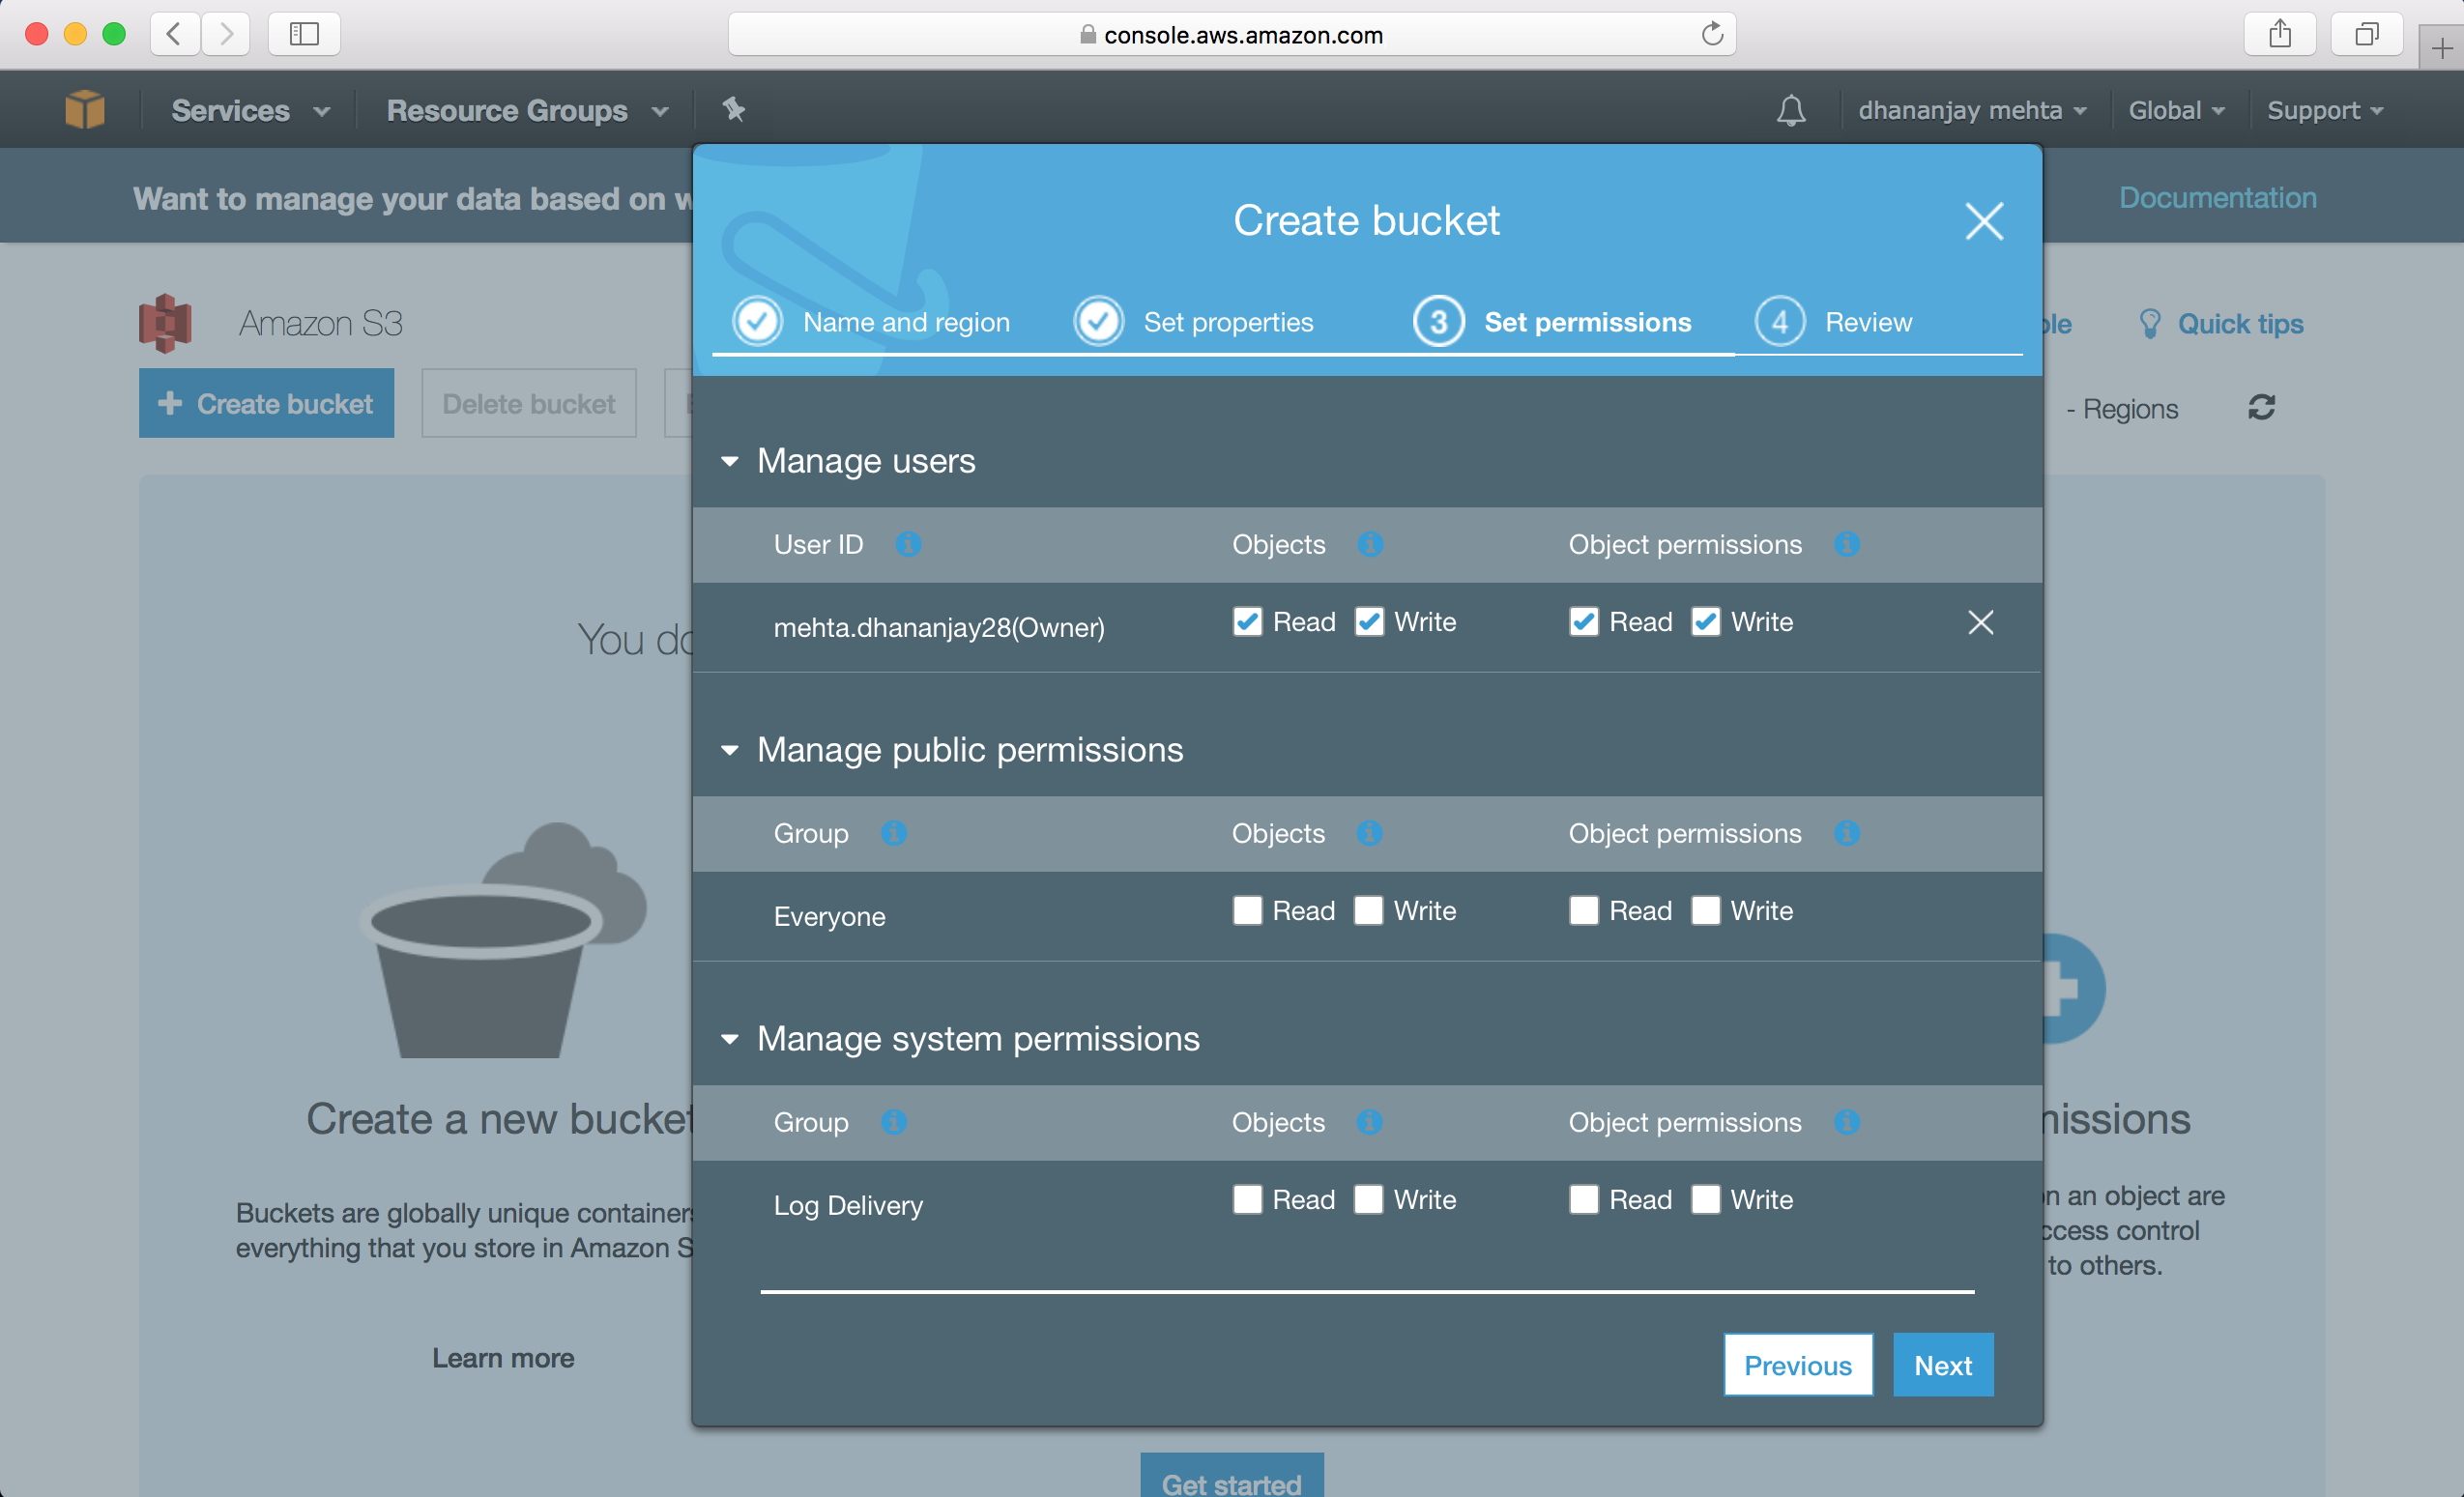 console.aws.amazon.com
Services
Resource Groups
dhananjay mehta
Global
Support
Want to manage your data based on
Documentation
Create bucket
Name and region
Set properties
3 Set permissions
4 Review
Amazon S3
Quick tips
Create bucket
Delete bucket
- Regions
Manage users
User ID Objects Object permissions
mehta.dhananjay28(Owner) Read Write Read Write
You
Manage public permissions
Group Objects Object permissions
Everyone Read Write Read Write
Manage system permissions
Group Objects Object permissions
Log Delivery Read Write Read Write
Create a new bucket
Buckets are globally unique containers
everything that you store in Amazon S
Learn more
missions
on an object are
ccess control
to others.
Previous
Next
Get started